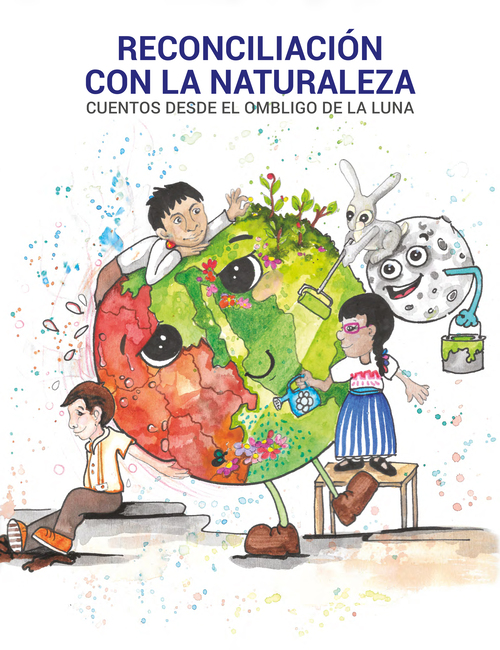 RECONCILIACIÓN
CON LA NATURALEZA
CUENTOS DESDE EL OMBLIGO DE LA LUNA